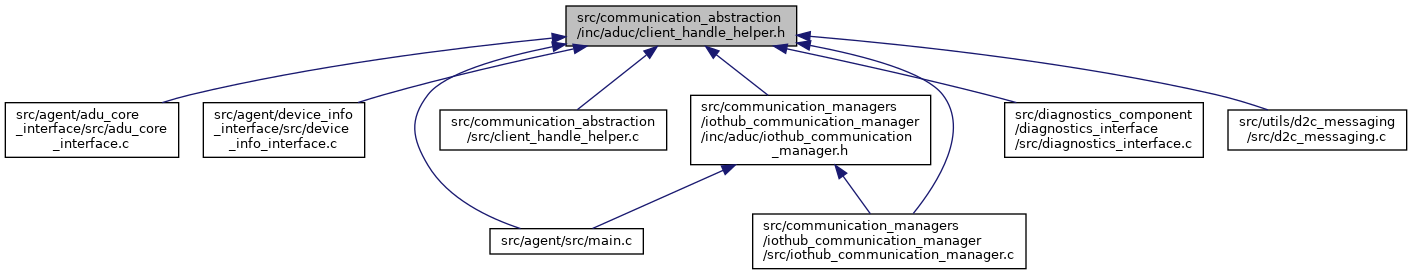 src/communication_abstraction
/inc/aduc/client_handle_helper.h
src/agent/adu_core
_interface/src/adu_core
_interface.c
src/agent/device_info
_interface/src/device
_info_interface.c
src/communication_abstraction
/src/client_handle_helper.c
src/communication_managers
/iothub_communication_manager
/inc/aduc/iothub_communication
_manager.h
src/diagnostics_component
/diagnostics_interface
/src/diagnostics_interface.c
src/utils/d2c_messaging
/src/d2c_messaging.c
src/agent/src/main.c
src/communication_managers
/iothub_communication_manager
/src/iothub_communication_manager.c